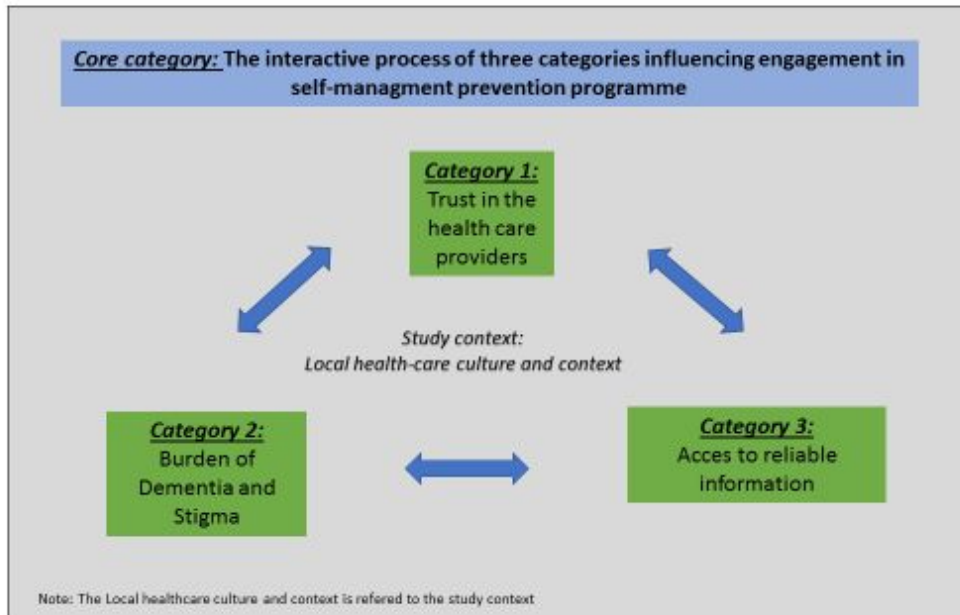 Core category: The interactive process of three categories influencing engagement in
self-managment prevention programme
Category 1:
Trust in the
health care
providers
Study context:
Local health-care culture and context
Category 2:
Burden of
Dementia and
Stigma
Category 3:
Acces to reliable
information
Note: The Local healthcare culture and context is refered to the study context